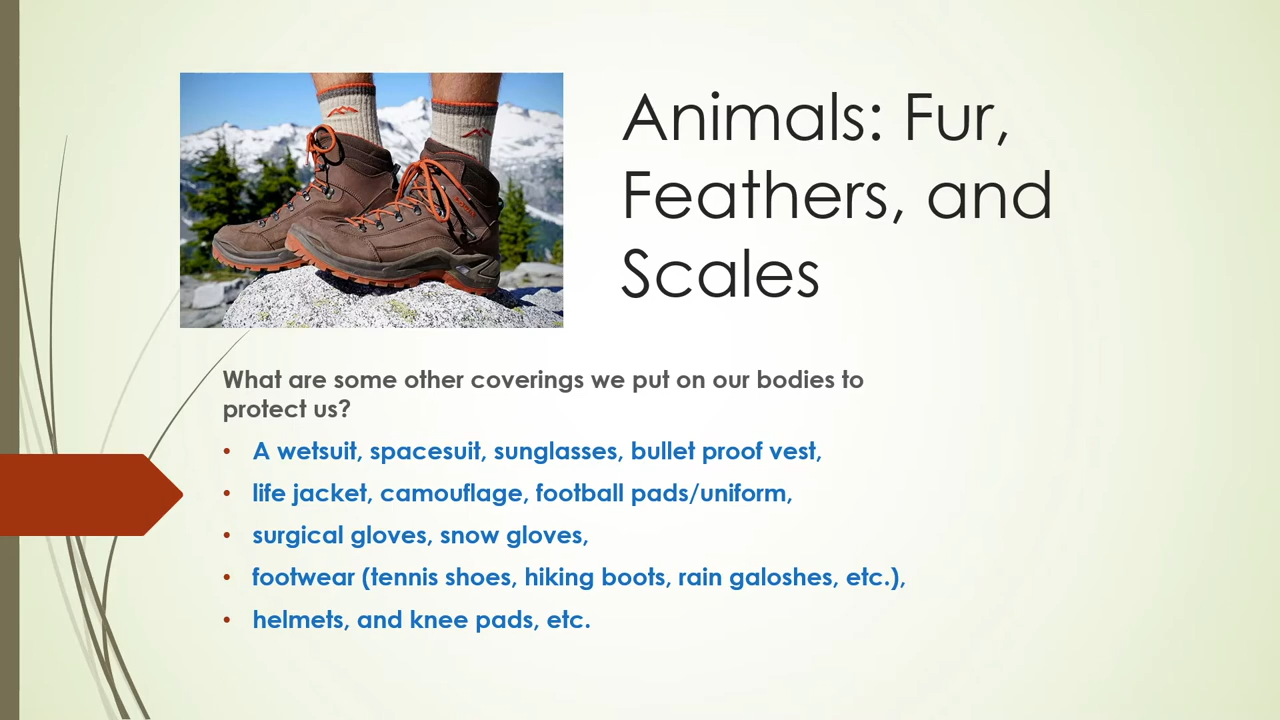 Animals: Fur,
Feathers, and
Scales
What are some other coverings we put on our bodies to
protect us?
• A wetsuit, spacesuit, sunglasses, bullet proof vest,
• life jacket, camouflage, football pads/uniform,
• surgical gloves, snow gloves,
• footwear (tennis shoes, hiking boots, rain galoshes, etc.),
• helmets, and knee pads, etc.